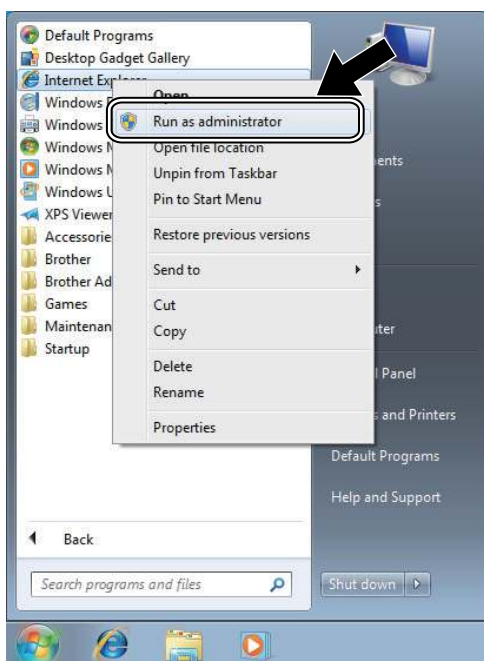 Default Programs
Desktop Gadget Gallery
Internet Explorer
Windows
Windows
Windows
Windows
Windows
XPS Viewer
Accessorie
Brother
Brother Ad
Games
Maintenan
Startup
Back
Search programs and files
Open
Run as administrator
Open file location
Unpin from Taskbar
Pin to Start Menu
Restore previous versions
Send to
Cut
Copy
Delete
Rename
Properties
ents
s
uter
l Panel
s and Printers
Default Programs
Help and Support
Shut down